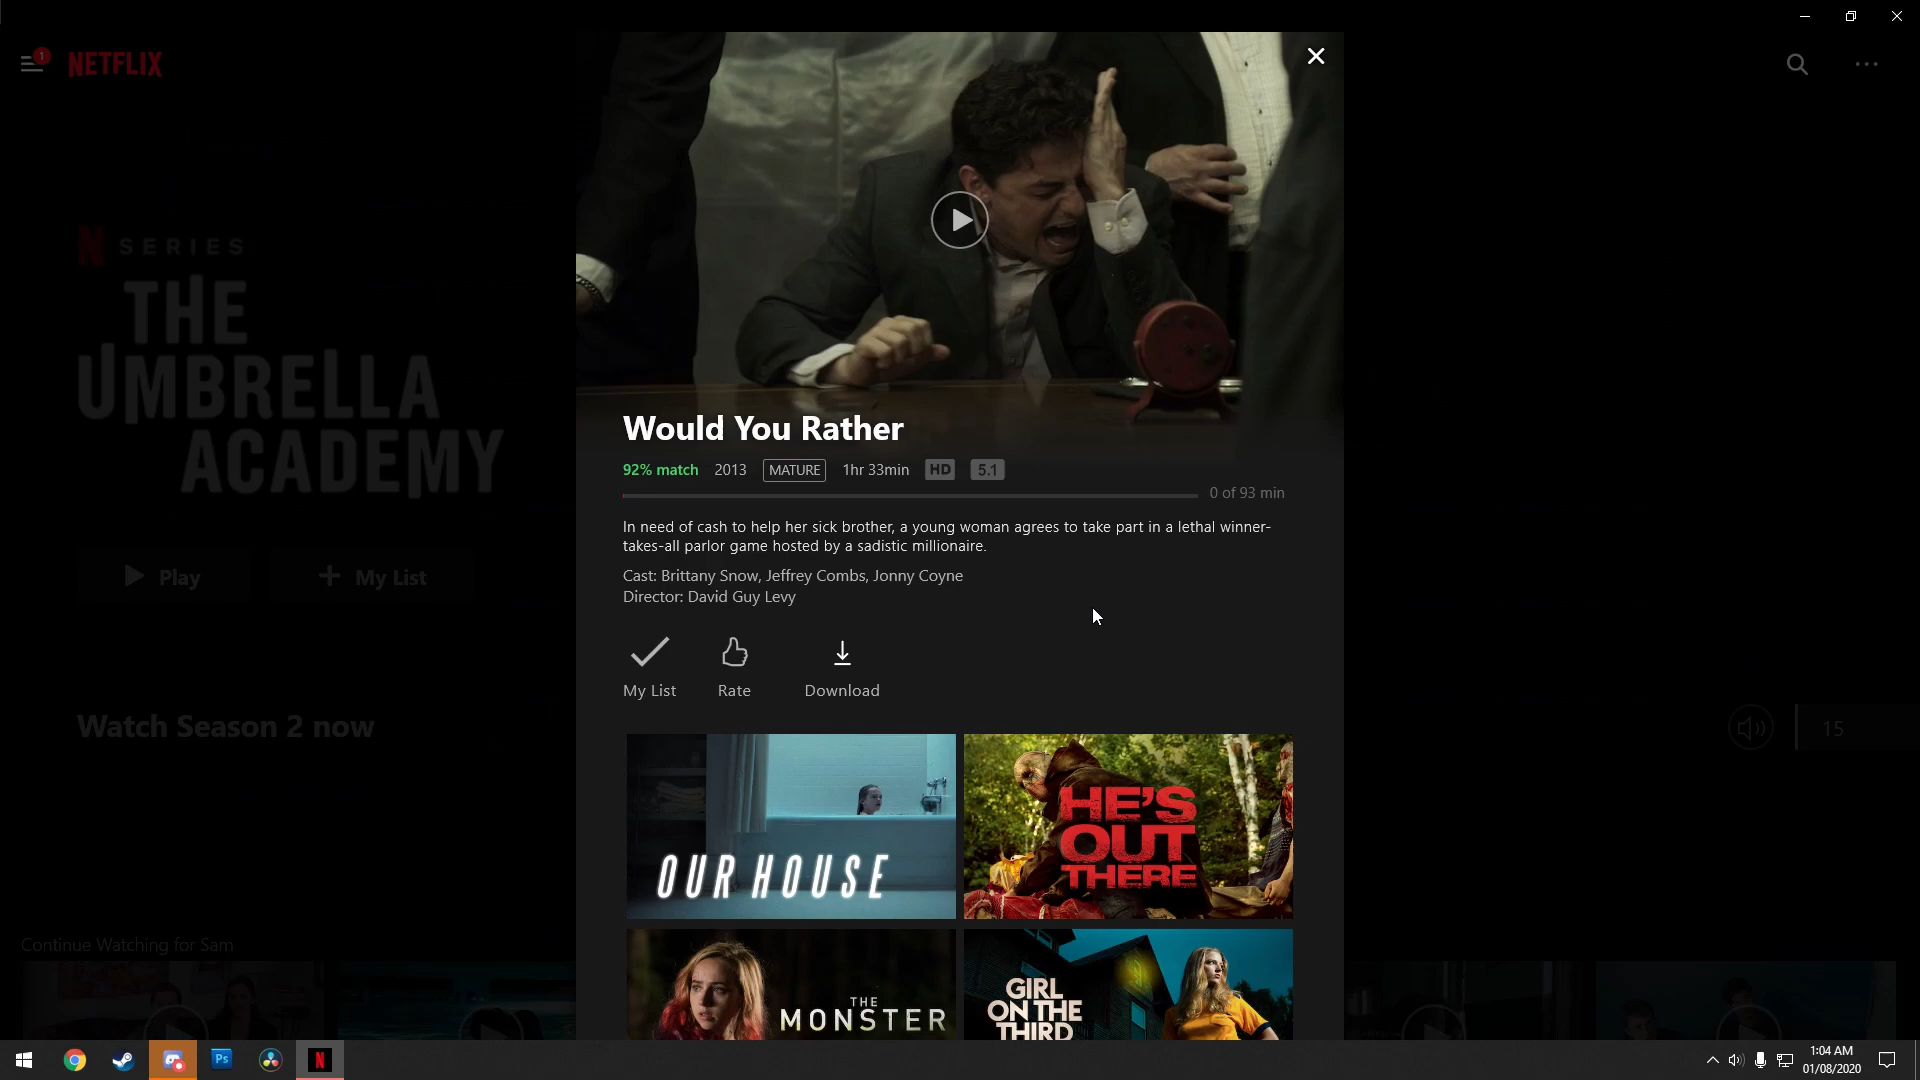 1
NETFLIX
N SERIES
THE
UMBRELLA
ACADEMY
Play
My List
Watch Season 2 now
15
Continue Watching for Sam
Would You Rather
92% match 2013 MATURE 1hr 33min HD 5.1
0 of 93 min
In need of cash to help her sick brother, a young woman agrees to take part in a lethal winner-
takes-all parlor game hosted by a sadistic millionaire.
Cast: Brittany Snow, Jeffrey Combs, Jonny Coyne
Director: David Guy Levy
My List Rate Download
OUR HOUSE
HE'S
OUT
THERE
THE
MONSTER
GIRL
ON THE
THIRD
Ps
N
1:04 AM
01/08/2020